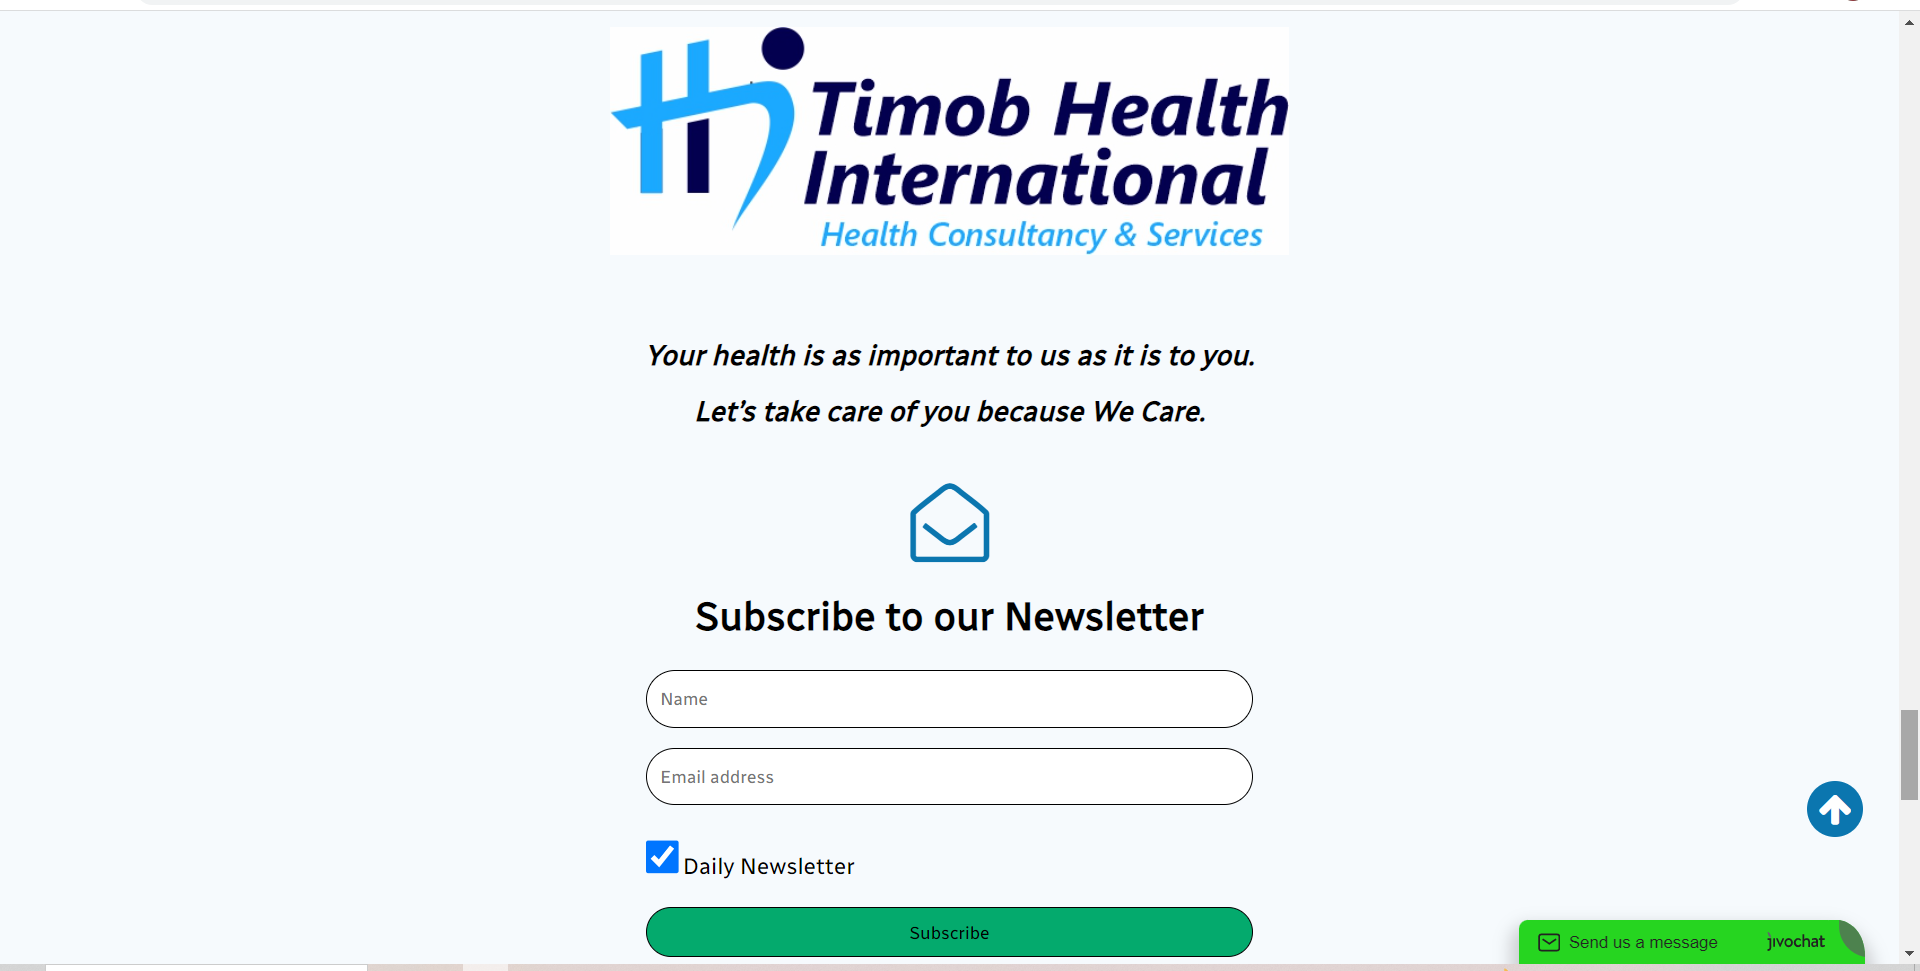 Timob Health
International
Health Consultancy & Services
Your health is as important to us as it is to you.
Let’s take care of you because We Care.
Subscribe to our Newsletter
Name
Email address
Daily Newsletter
Subscribe
Send us a message jivochat